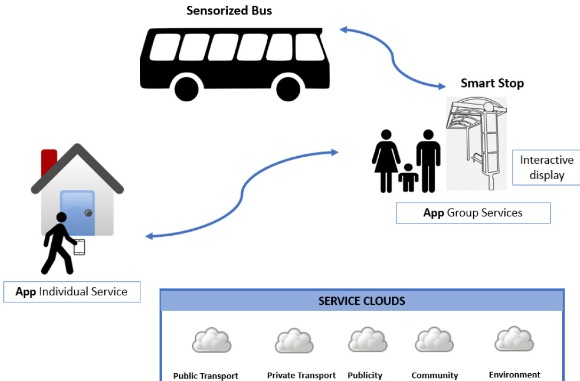 Sensorized Bus
Smart Stop
Interactive
display
App Group Services
App Individual Service
SERVICE CLOUDS
Public Transport
Private Transport
Publicity
Community
Environment